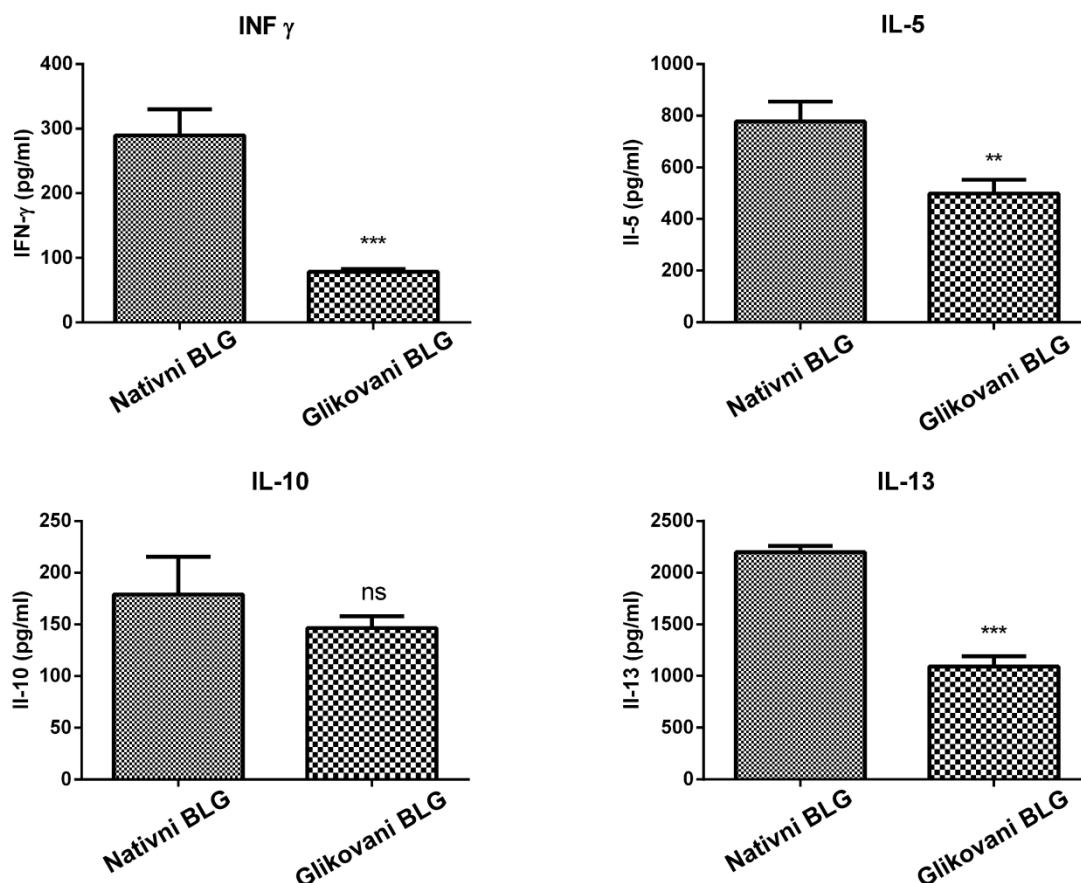 INF γ
400
300
200
100
0
IFN-γ (pg/ml)
***
Nativni BLG
Glikovani BLG
IL-5
1000
800
600
400
200
0
Il-5 (pg/ml)
**
Nativni BLG
Glikovani BLG
IL-10
250
200
150
100
50
0
Il-10 (pg/ml)
ns
Nativni BLG
Glikovani BLG
IL-13
2500
2000
1500
1000
500
0
Il-13 (pg/ml)
***
Nativni BLG
Glikovani BLG